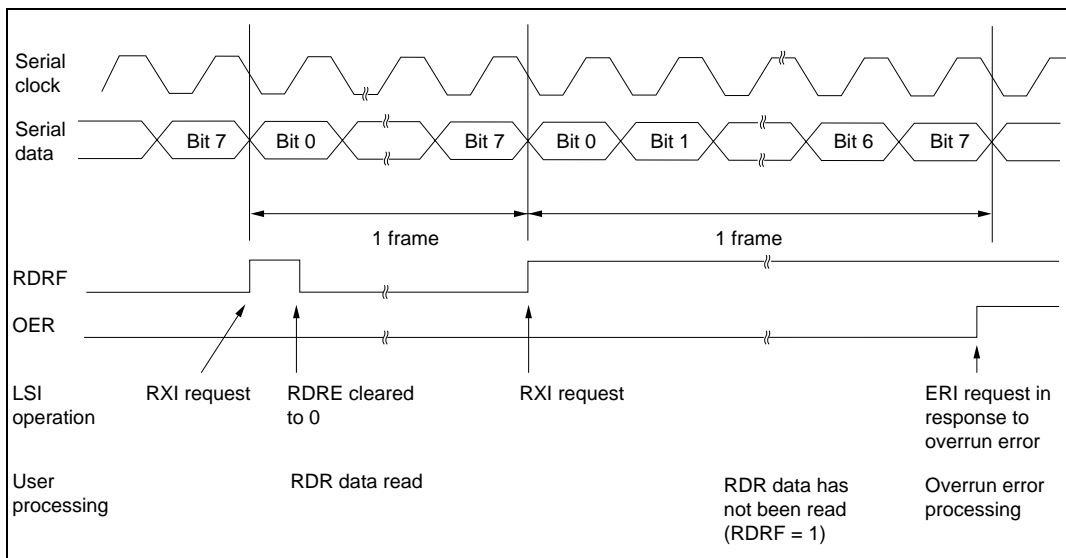 Serial
clock
Serial
data
Bit 7
Bit 0
Bit 7
Bit 0
Bit 1
Bit 6
Bit 7
1 frame
1 frame
RDRF
OER
LSI
operation
RXI request
RDRE cleared
to 0
RXI request
ERI request in
response to
overrun error
User
processing
RDR data read
RDR data has
not been read
(RDRF = 1)
Overrun error
processing